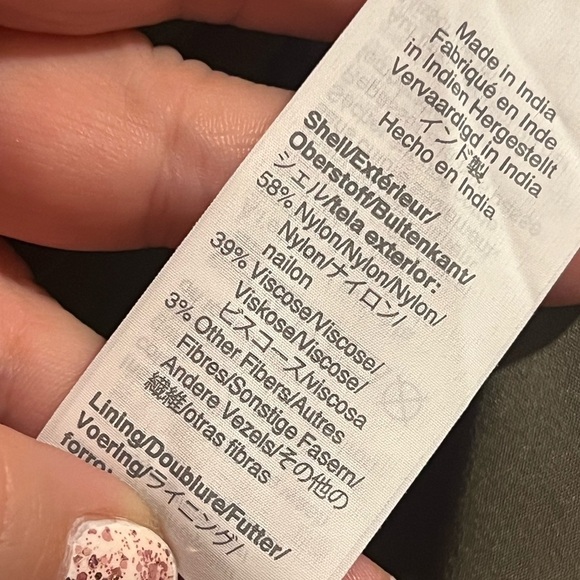 Made in India
Fabriqué en Inde
in Indien Hergestellt
Vervaardigd In India
インド製
Hecho en India
Shell/Extérieur/
Oberstoff/Buitenkant/
シェル/tela exterior:
58% Nylon/Nylon/Nylon/
Nylon/ナイロン/
nailon
39% Viscose/Viscose/
Viskose/Viscose/
ビスコース/viscosa
3% Other Fibers/Autres
Fibres/Sonstige Fasern/
Andere Vezels/その他の
繊維/otras fibras
Lining/Doublure/Futter/
Voering/ライニング/